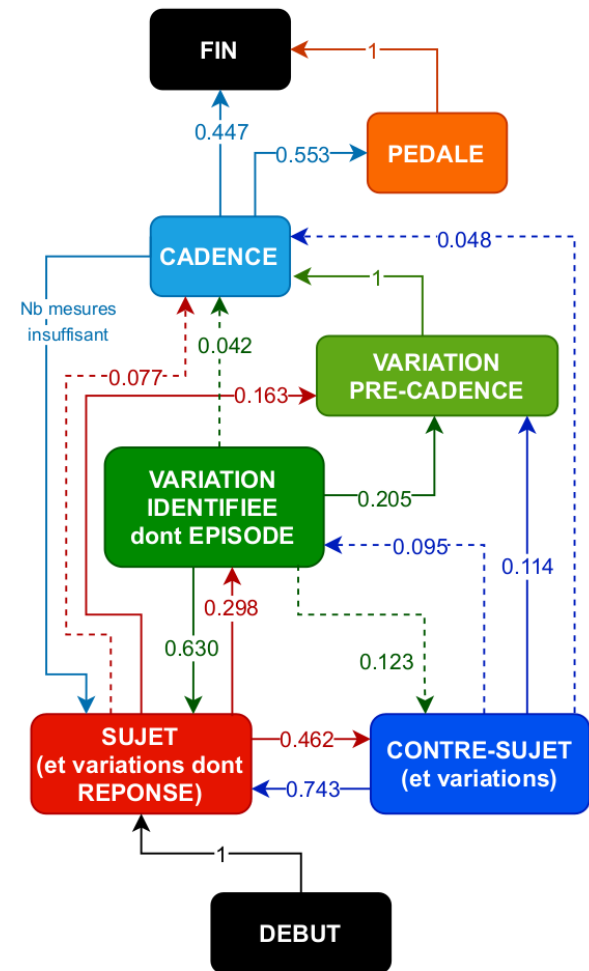 FIN
1
0.447
0.553
PEDALE
CADENCE
0.048
Nb mesures
insuffisant
1
0.042
0.077
0.163
VARIATION
PRE-CADENCE
VARIATION
IDENTIFIEE
dont EPISODE
0.205
0.095
0.114
0.298
0.630
0.123
SUJET
(et variations dont
REPONSE)
0.462
0.743
CONTRE-SUJET
(et variations)
1
DEBUT